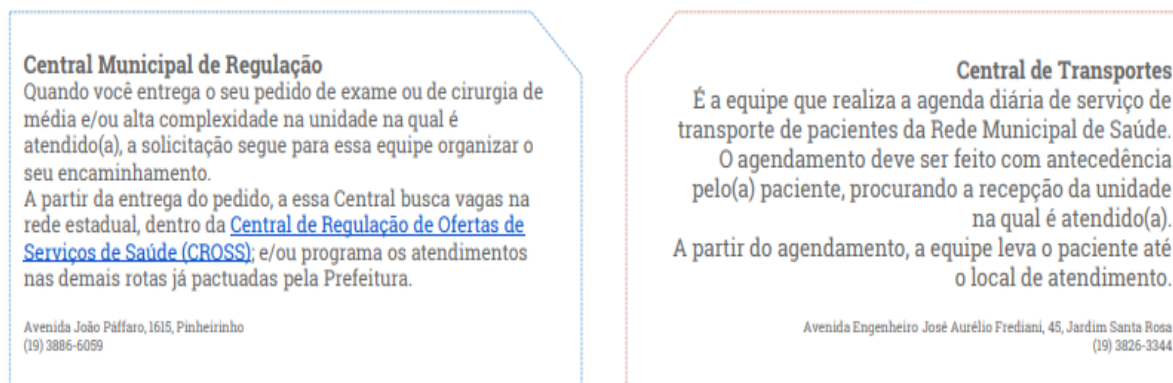 Central Municipal de Regulação
Quando você entrega o seu pedido de exame ou de cirurgia de
média e/ou alta complexidade na unidade na qual é
atendido(a), a solicitação segue para essa equipe organizar o
seu encaminhamento.
A partir da entrega do pedido, a essa Central busca vagas na
rede estadual, dentro da Central de Regulação de Ofertas de
Serviços de Saúde (CROSS); e/ou programa os atendimentos
nas demais rotas já pactuadas pela Prefeitura.
Avenida João Páffaro, 1615, Pinheirinho
(19) 3886-6059
Central de Transportes
É a equipe que realiza a agenda diária de serviço de
transporte de pacientes da Rede Municipal de Saúde.
O agendamento deve ser feito com antecedência
pelo(a) paciente, procurando a recepção da unidade
na qual é atendido(a).
A partir do agendamento, a equipe leva o paciente até
o local de atendimento.
Avenida Engenheiro José Aurélio Frediani, 45, Jardim Santa Rosa
(19) 3826-3344